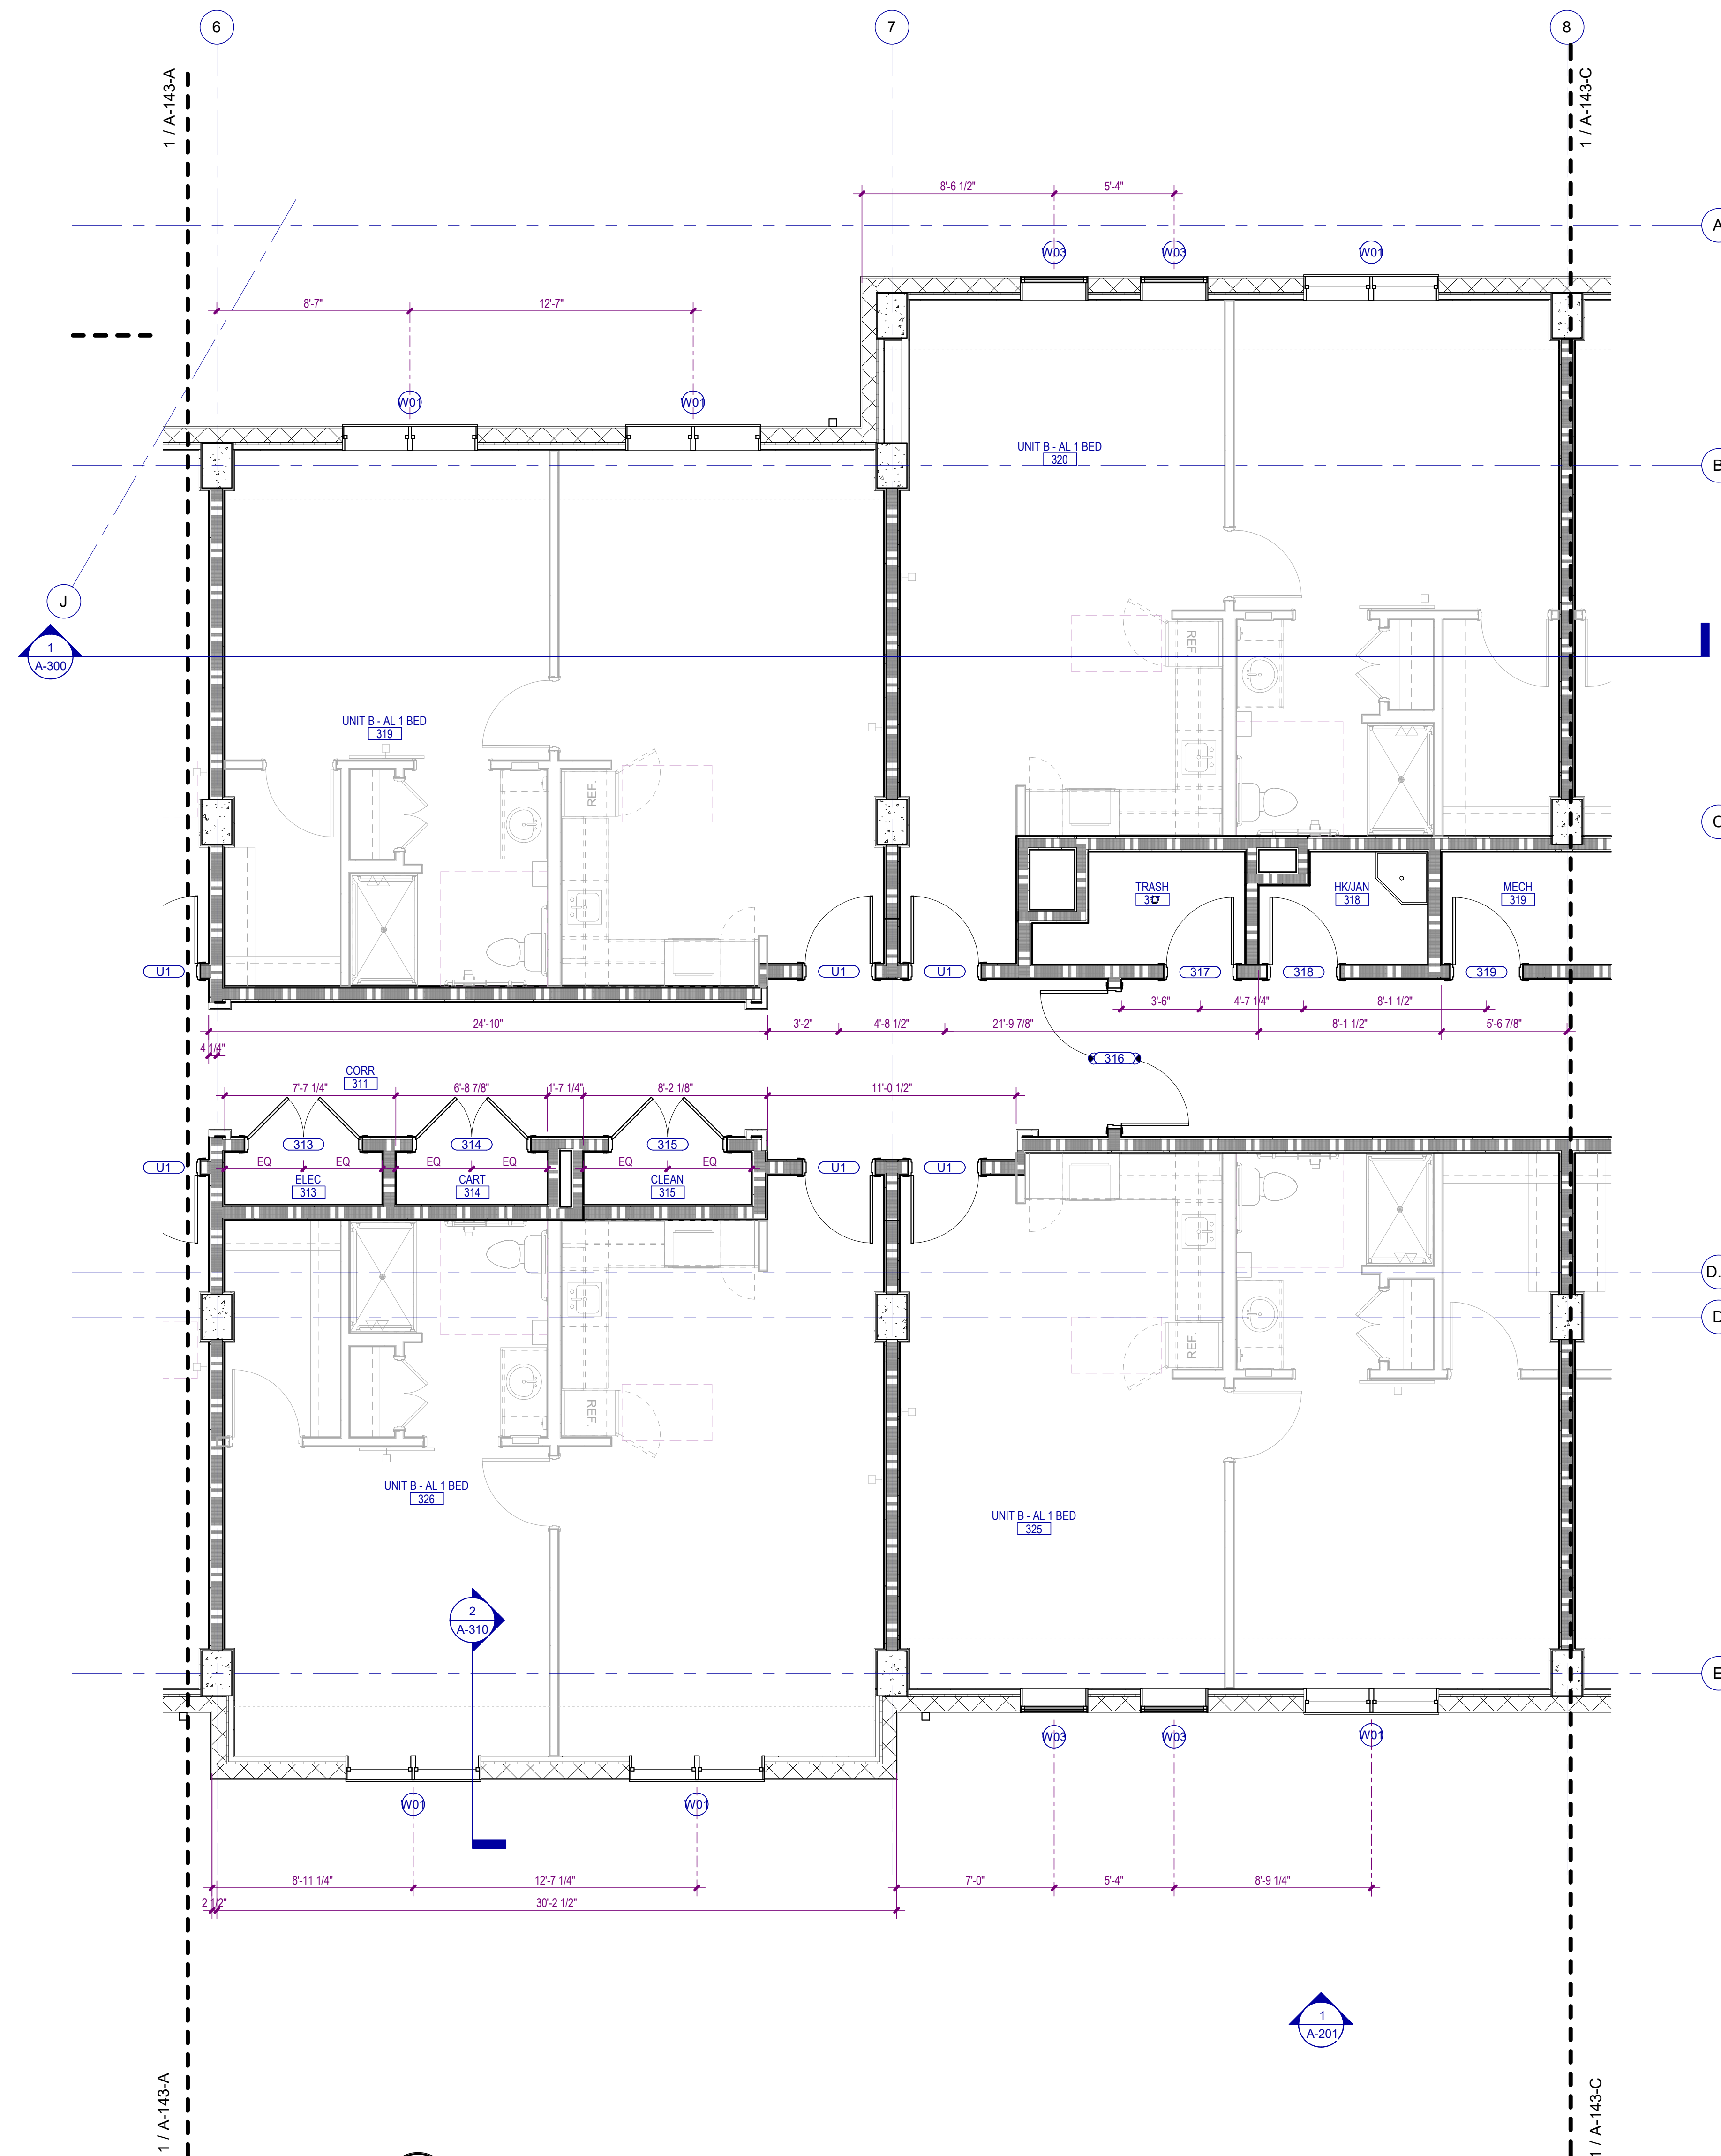 6
7
8
1 / A-143-A
1 / A-143-C
8'-6 1/2"
5'-4"
A
W03
W03
W01
8'-7"
12'-7"
W01
W01
UNIT B - AL 1 BED
320
B
J
1
A-300
REF.
UNIT B - AL 1 BED
319
REF.
C
TRASH
317
HK/JAN
318
MECH
319
U1
U1
U1
317
318
319
3'-6"
4'-7 1/4"
8'-1 1/2"
24'-10"
3'-2"
4'-8 1/2"
21'-9 7/8"
8'-1 1/2"
5'-6 7/8"
4 1/4"
316
CORR
311
7'-7 1/4"
6'-8 7/8"
1'-7 1/4"
8'-2 1/8"
11'-0 1/2"
313
314
315
U1
EQ
EQ
EQ
EQ
EQ
EQ
U1
U1
ELEC
313
CART
314
CLEAN
315
D.
D
REF.
REF.
UNIT B - AL 1 BED
326
UNIT B - AL 1 BED
325
2
A-310
E
W03
W03
W01
W01
W01
8'-11 1/4"
12'-7 1/4"
7'-0"
5'-4"
8'-9 1/4"
2 1/2"
30'-2 1/2"
1
A-201
1 / A-143-A
1 / A-143-C